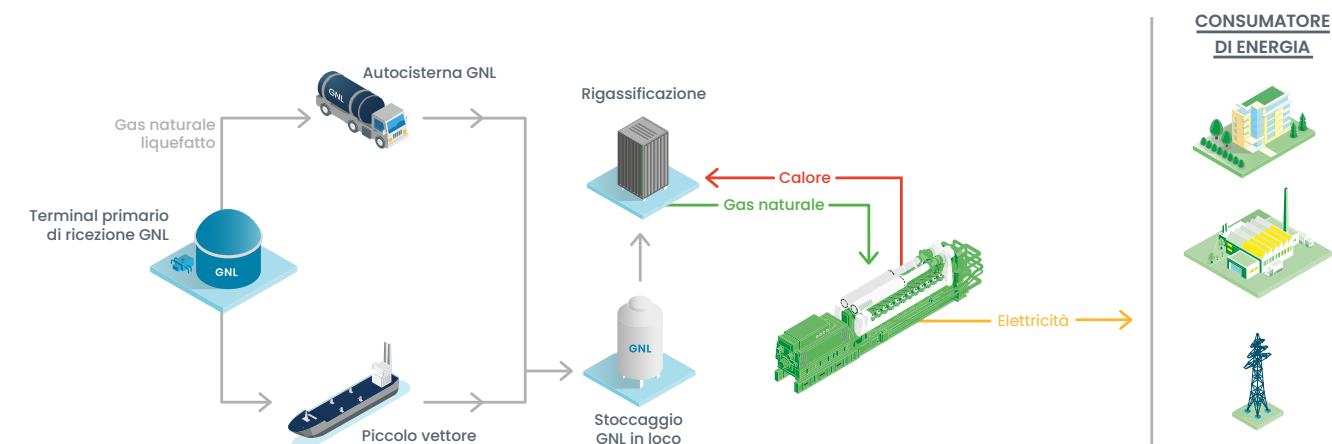 CONSUMATORE
DI ENERGIA
Autocisterna GNL
GNL
Rigassificazione
Gas naturale
liquefatto
Calore
Gas naturale
Terminal primario
di ricezione GNL
GNL
Elettricità
GNL
Stoccaggio
GNL in loco
Piccolo vettore